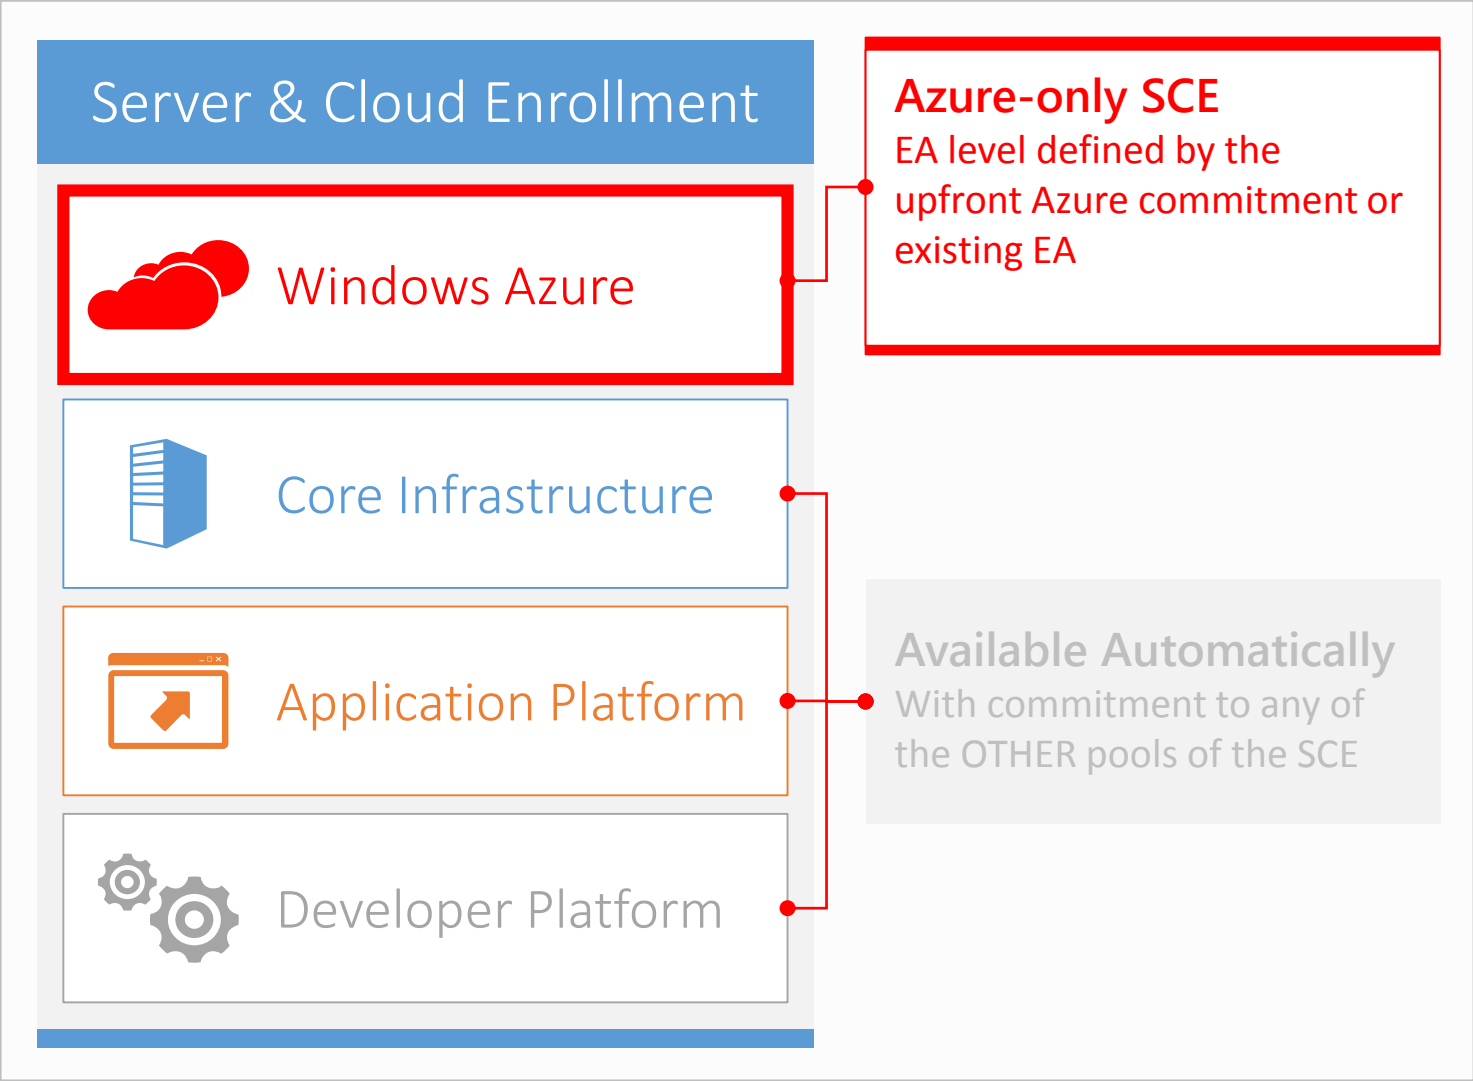 Server & Cloud Enrollment
Windows Azure
Core Infrastructure
Application Platform
Developer Platform
Azure-only SCE
EA level defined by the
upfront Azure commitment or
existing EA
Available Automatically
With commitment to any of
the OTHER pools of the SCE